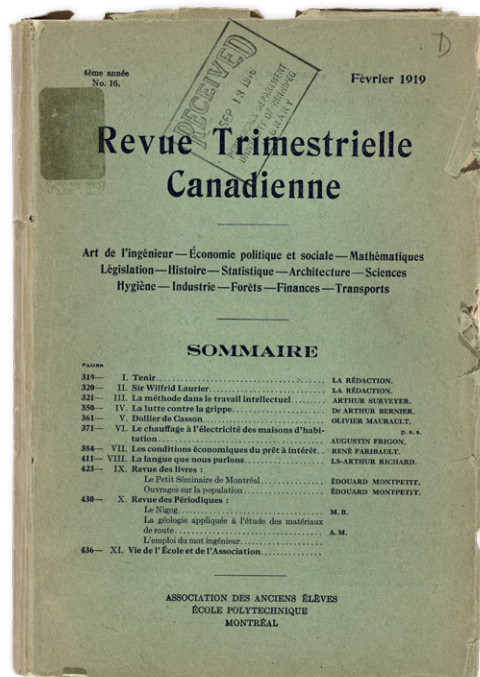 D
4ème année
No. 16.
Février 1919
RECEIVED
SEP 19 1976
DEPARTMENT
LIBRARY
Revue Trimestrielle
Canadienne
Art de l'ingénieur — Économie politique et sociale — Mathématiques
Législation — Histoire — Statistique — Architecture — Sciences
Hygiène — Industrie — Forêts — Finances — Transports
SOMMAIRE
PAGES
319— I. Tenir LA RÉDACTION.
320— II. Sir Wilfrid Laurier LA RÉDACTION.
321— III. La méthode dans le travail intellectuel ARTHUR SURVEYER.
350— IV. La lutte contre la grippe Dr ARTHUR BERNIER.
361— V. Dollier de Casson OLIVIER MAURAULT,
p. s. s.
371— VI. Le chauffage à l'électricité des maisons d'habi-
tation AUGUSTIN FRIGON.
384— VII. Les conditions économiques du prêt à intérêt RENÉ FARIBAULT.
411— VIII. La langue que nous parlons LS-ARTHUR RICHARD.
423— IX. Revue des livres :
Le Petit Séminaire de Montréal ÉDOUARD MONTPETIT.
Ouvrages sur la population ÉDOUARD MONTPETIT.
430— X. Revue des Périodiques :
Le Nigog M. B.
La géologie appliquée à l'étude des matériaux
de route A. M.
L'emploi du mot ingénieur
436— XI. Vie de l'École et de l'Association
ASSOCIATION DES ANCIENS ÉLÈVES
ÉCOLE POLYTECHNIQUE
MONTRÉAL